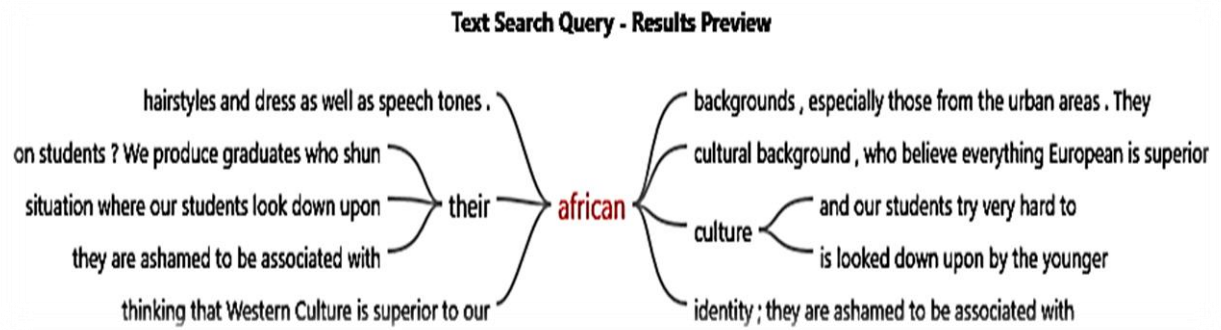 Text Search Query - Results Preview
hairstyles and dress as well as speech tones .
on students ? We produce graduates who shun
situation where our students look down upon
they are ashamed to be associated with
their
thinking that Western Culture is superior to our
african
backgrounds , especially those from the urban areas . They
cultural background , who believe everything European is superior
culture
and our students try very hard to
is looked down upon by the younger
identity ; they are ashamed to be associated with